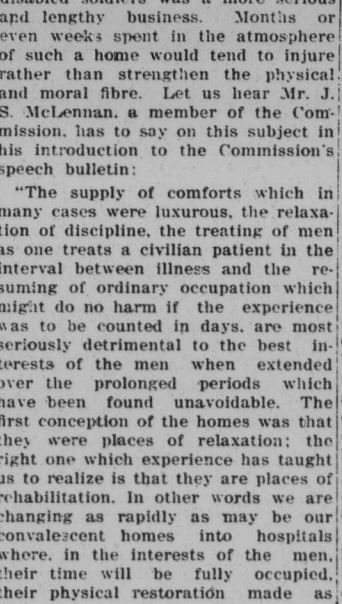 disabled soldiers was a more serious
and lengthy business. Months or
even weeks spent in the atmosphere
of such a home would tend to injure
rather than strengthen the physical
and moral fibre. Let us hear Mr. J.
S. McLennan, a member of the Com-
mission, has to say on this subject in
his introduction to the Commission's
speech bulletin:
"The supply of comforts which in
many cases were luxurous, the relaxa-
tion of discipline, the treating of men
as one treats a civilian patient in the
interval between illness and the re-
suming of ordinary occupation which
might do no harm if the experience
was to be counted in days, are most
seriously detrimental to the best in-
terests of the men when extended
over the prolonged periods which
have been found unavoidable. The
first conception of the homes was that
they were places of relaxation; the
right one which experience has taught
us to realize is that they are places of
rehabilitation. In other words we are
changing as rapidly as may be our
convalescent homes into hospitals
where, in the interests of the men,
their time will be fully occupied,
their physical restoration made as